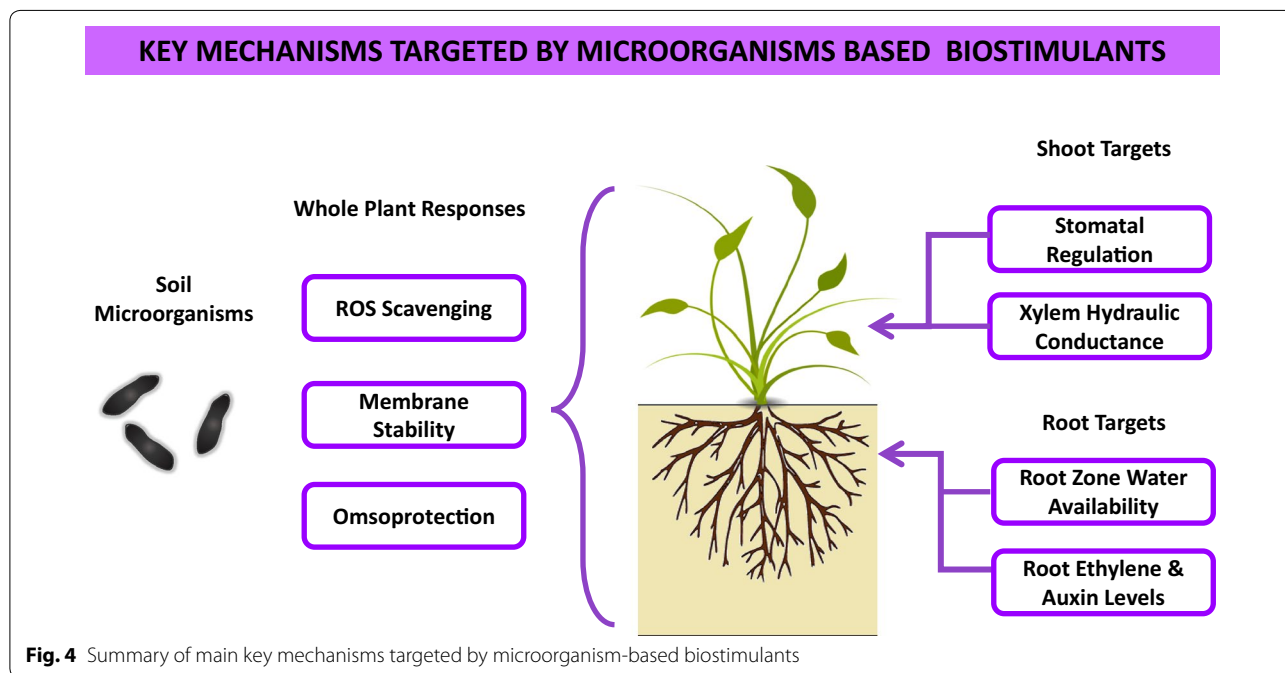 KEY MECHANISMS TARGETED BY MICROORGANISMS BASED BIOSTIMULANTS
Soil
Microorganisms
Whole Plant Responses
ROS Scavenging
Membrane
Stability
Omsoprotection
Shoot Targets
Stomatal
Regulation
Xylem Hydraulic
Conductance
Root Targets
Root Zone Water
Availability
Root Ethylene &
Auxin Levels
Fig. 4 Summary of main key mechanisms targeted by microorganism-based biostimulants